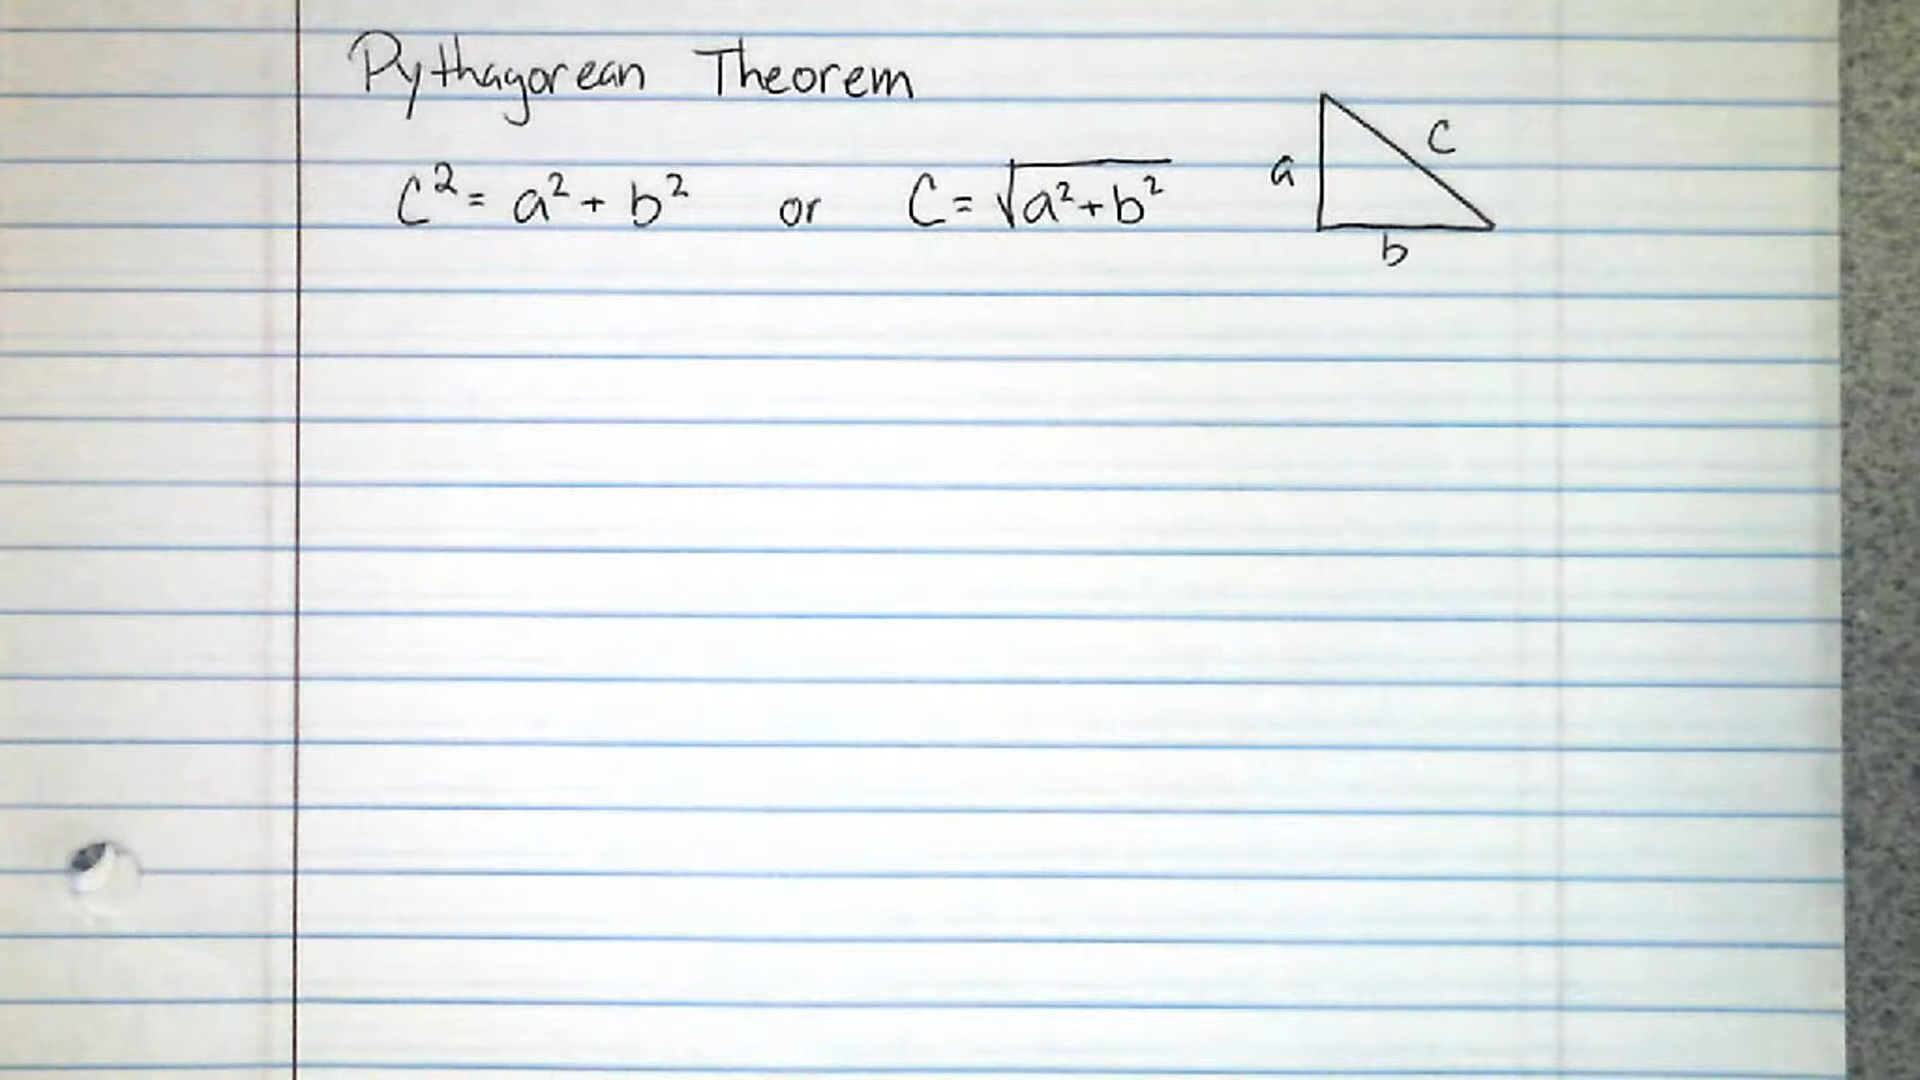 Pythagorean Theorem
C² = a² + b² or C = √a²+b²
a
c
b